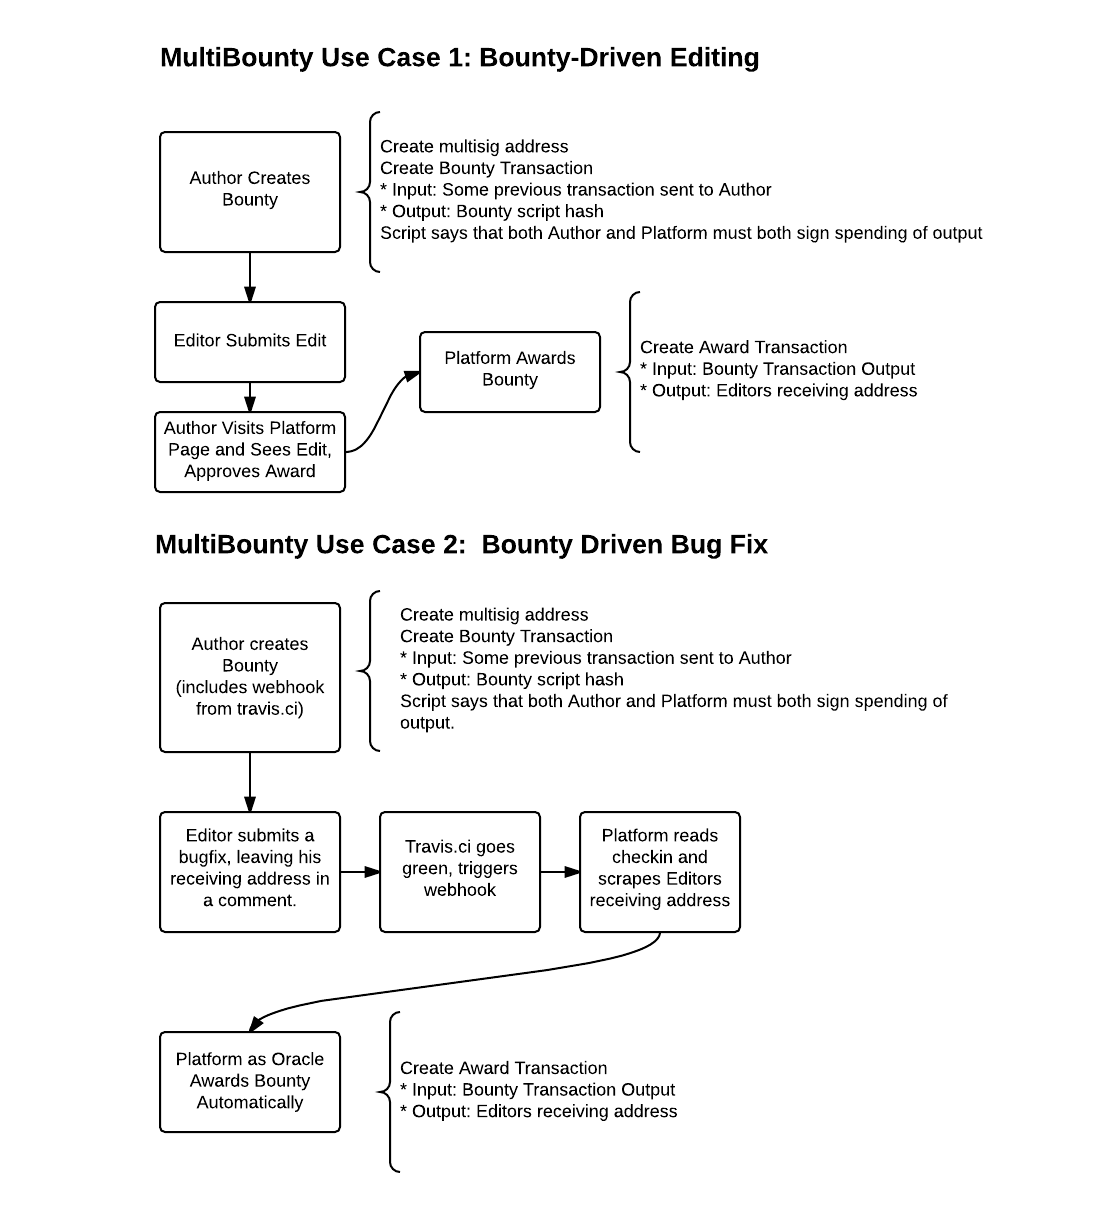 MultiBounty Use Case 1: Bounty-Driven Editing
Author Creates
Bounty
Create multisig address
Create Bounty Transaction
* Input: Some previous transaction sent to Author
* Output: Bounty script hash
Script says that both Author and Platform must both sign spending of output
Editor Submits Edit
Author Visits Platform
Page and Sees Edit,
Approves Award
Platform Awards
Bounty
Create Award Transaction
* Input: Bounty Transaction Output
* Output: Editors receiving address
MultiBounty Use Case 2:  Bounty Driven Bug Fix
Author creates
Bounty
(includes webhook
from travis.ci)
Create multisig address
Create Bounty Transaction
* Input: Some previous transaction sent to Author
* Output: Bounty script hash
Script says that both Author and Platform must both sign spending of
output.
Editor submits a
bugfix, leaving his
receiving address in
a comment.
Travis.ci goes
green, triggers
webhook
Platform reads
checkin and
scrapes Editors
receiving address
Platform as Oracle
Awards Bounty
Automatically
Create Award Transaction
* Input: Bounty Transaction Output
* Output: Editors receiving address